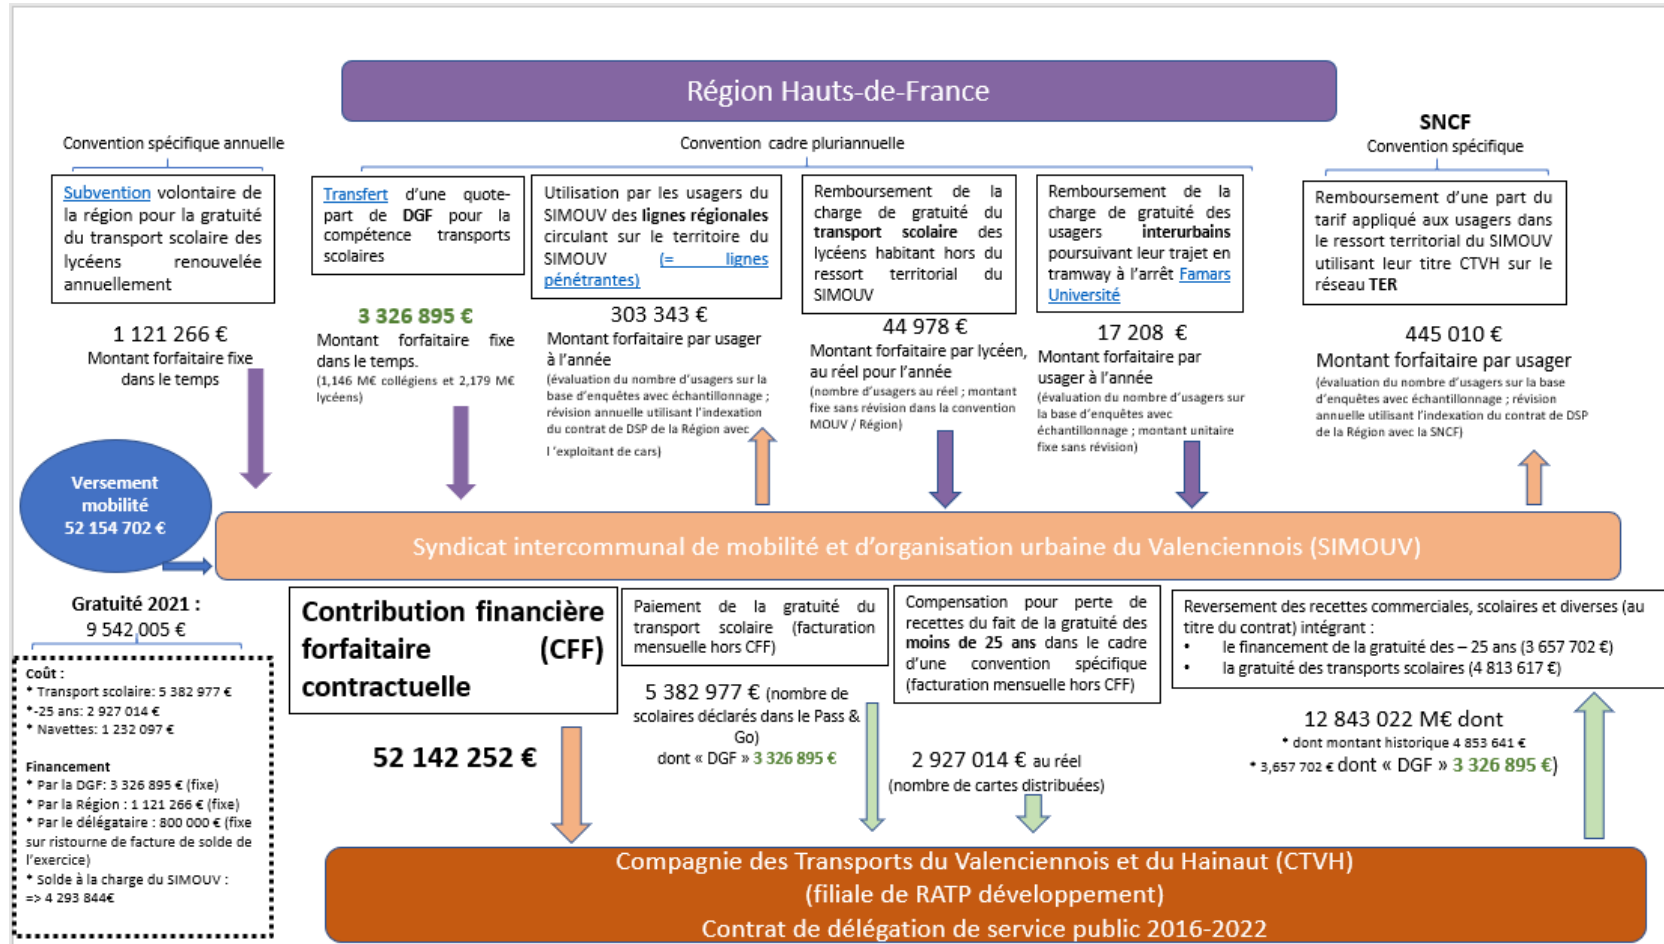 Région Hauts-de-France
Convention spécifique annuelle
Convention cadre pluriannuelle
SNCF
Convention spécifique
Subvention volontaire de
la région pour la gratuité
du transport scolaire des
lycéens renouvelée
annuellement
1 121 266 €
Montant forfaitaire fixe
dans le temps
Transfert d'une quote-
part de DGF pour la
compétence transports
scolaires
3 326 895 €
Montant forfaitaire fixe
dans le temps.
(1,146 M€ collégiens et 2,179 M€
lycéens)
Utilisation par les usagers du
SIMOUV des lignes régionales
circulant sur le territoire du
SIMOUV (= lignes
pénétrantes)
303 343 €
Montant forfaitaire par usager
à l'année
(évaluation du nombre d'usagers sur la
base d'enquêtes avec échantillonnage ;
révision annuelle utilisant l'indexation
du contrat de DSP de la Région avec
l 'exploitant de cars)
Remboursement de la
charge de gratuité du
transport scolaire des
lycéens habitant hors du
ressort territorial du
SIMOUV
44 978 €
Montant forfaitaire par lycéen,
au réel pour l'année
(nombre d'usagers au réel ; montant
fixe sans révision dans la convention
MOUV / Région)
Remboursement de la
charge de gratuité des
usagers interurbains
poursuivant leur trajet en
tramway à l'arrêt Famars
Université
17 208 €
Montant forfaitaire par
usager à l'année
(évaluation du nombre d'usagers sur
la base d'enquêtes avec
échantillonnage ; montant unitaire
fixe sans révision)
Remboursement d'une part du
tarif appliqué aux usagers dans
le ressort territorial du SIMOUV
utilisant leur titre CTVH sur le
réseau TER
445 010 €
Montant forfaitaire par usager
(évaluation du nombre d'usagers sur la base
d'enquêtes avec échantillonnage ; révision
annuelle utilisant l'indexation du contrat de DSP
de la Région avec la SNCF)
Versement
mobilité
52 154 702 €
Syndicat intercommunal de mobilité et d'organisation urbaine du Valenciennois (SIMOUV)
Gratuité 2021 :
9 542 005 €
Coût :
* Transport scolaire: 5 382 977 €
*-25 ans: 2 927 014 €
* Navettes: 1 232 097 €
Financement
* Par la DGF: 3 326 895 € (fixe)
* Par la Région : 1 121 266 € (fixe)
* Par le délégataire : 800 000 € (fixe
sur ristourne de facture de solde de
l'exercice)
* Solde à la charge du SIMOUV :
=> 4 293 844€
Contribution financière
forfaitaire (CFF)
contractuelle
52 142 252 €
Paiement de la gratuité du
transport scolaire (facturation
mensuelle hors CFF)
5 382 977 € (nombre de
scolaires déclarés dans le Pass &
Go)
dont « DGF » 3 326 895 €
Compensation pour perte de
recettes du fait de la gratuité des
moins de 25 ans dans le cadre
d'une convention spécifique
(facturation mensuelle hors CFF)
2 927 014 € au réel
(nombre de cartes distribuées)
Reversement des recettes commerciales, scolaires et diverses (au
titre du contrat) intégrant :
• le financement de la gratuité des – 25 ans (3 657 702 €)
• la gratuité des transports scolaires (4 813 617 €)
12 843 022 M€ dont
* dont montant historique 4 853 641 €
* 3,657 702 € dont « DGF » 3 326 895 €)
Compagnie des Transports du Valenciennois et du Hainaut (CTVH)
(filiale de RATP développement)
Contrat de délégation de service public 2016-2022